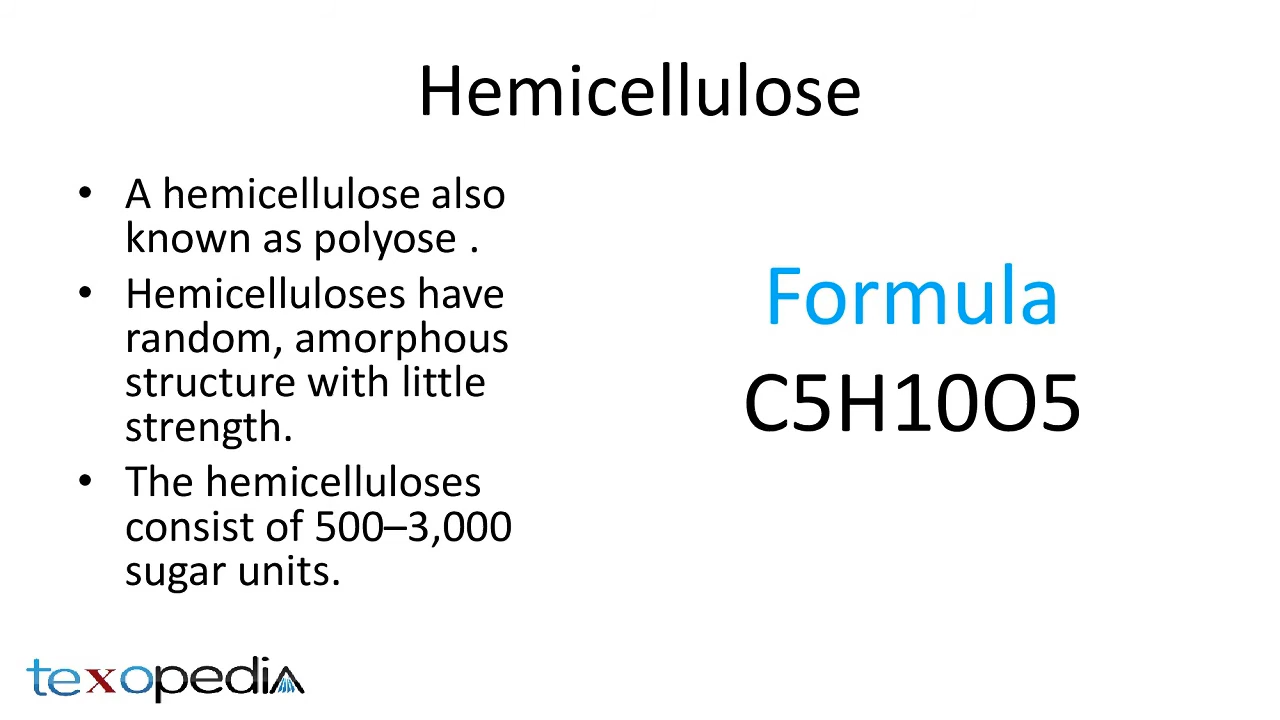 Hemicellulose
• A hemicellulose also
known as polyose .
• Hemicelluloses have
random, amorphous
structure with little
strength.
• The hemicelluloses
consist of 500–3,000
sugar units.
Formula
C5H10O5
texopedia